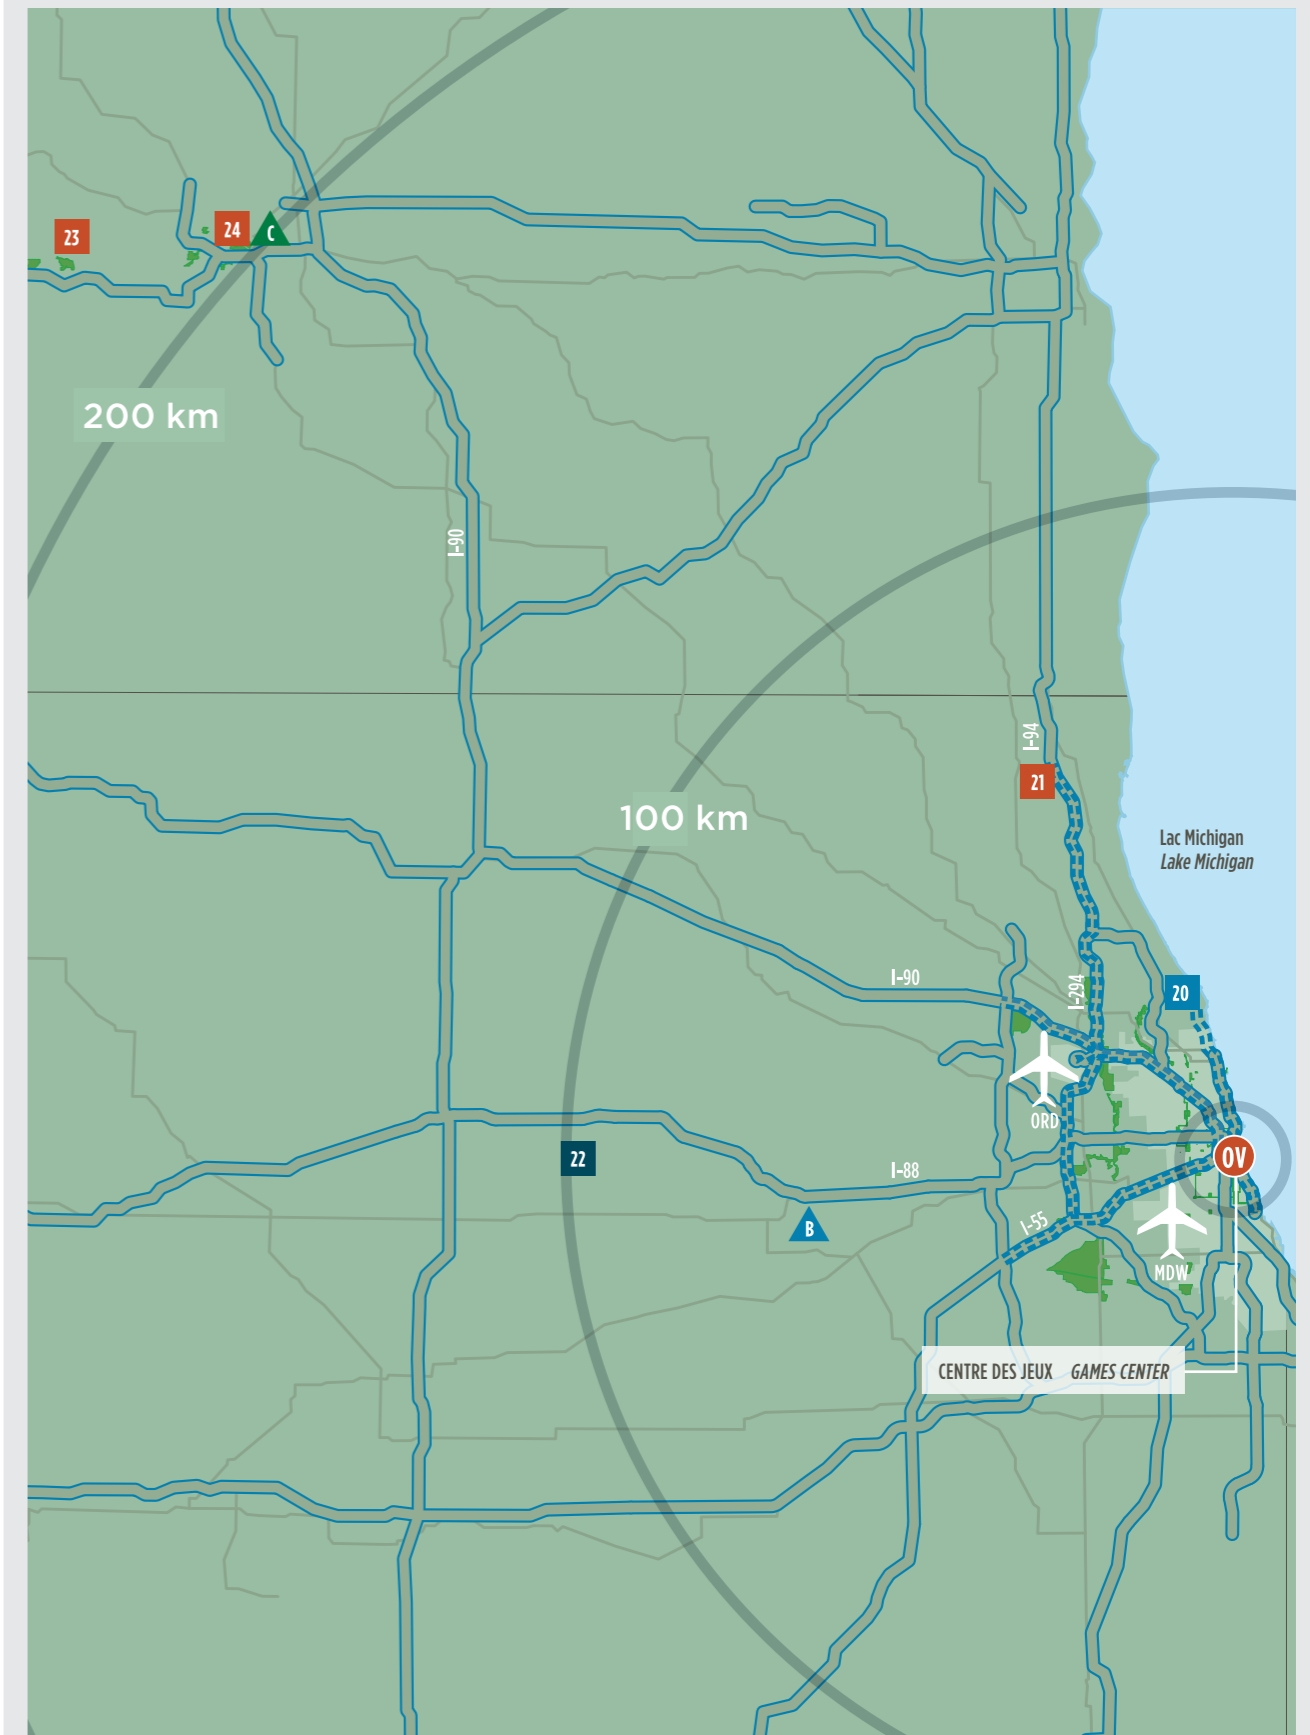 23
24
C
200 km
I-90
I-94
21
100 km
Lac Michigan
Lake Michigan
I-90
I-294
20
ORD
22
I-88
OV
B
I-55
MDW
CENTRE DES JEUX GAMES CENTER